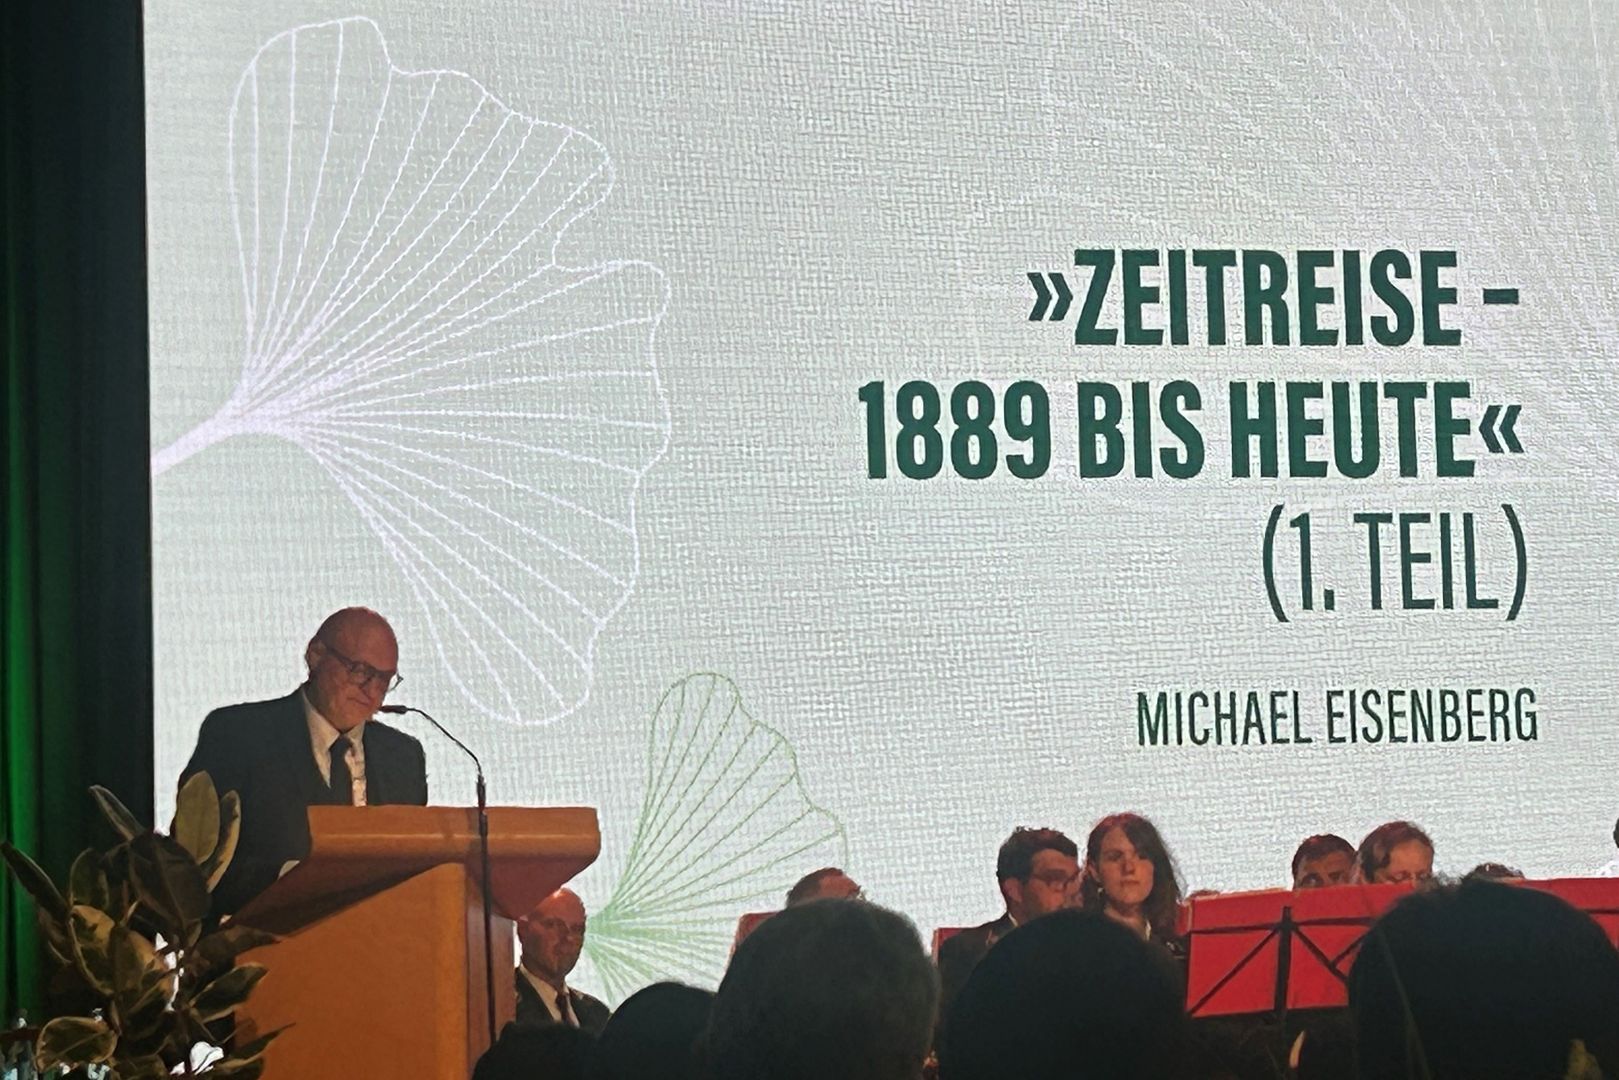 »ZEITREISE –
1889 BIS HEUTE«
(1. TEIL)
MICHAEL EISENBERG